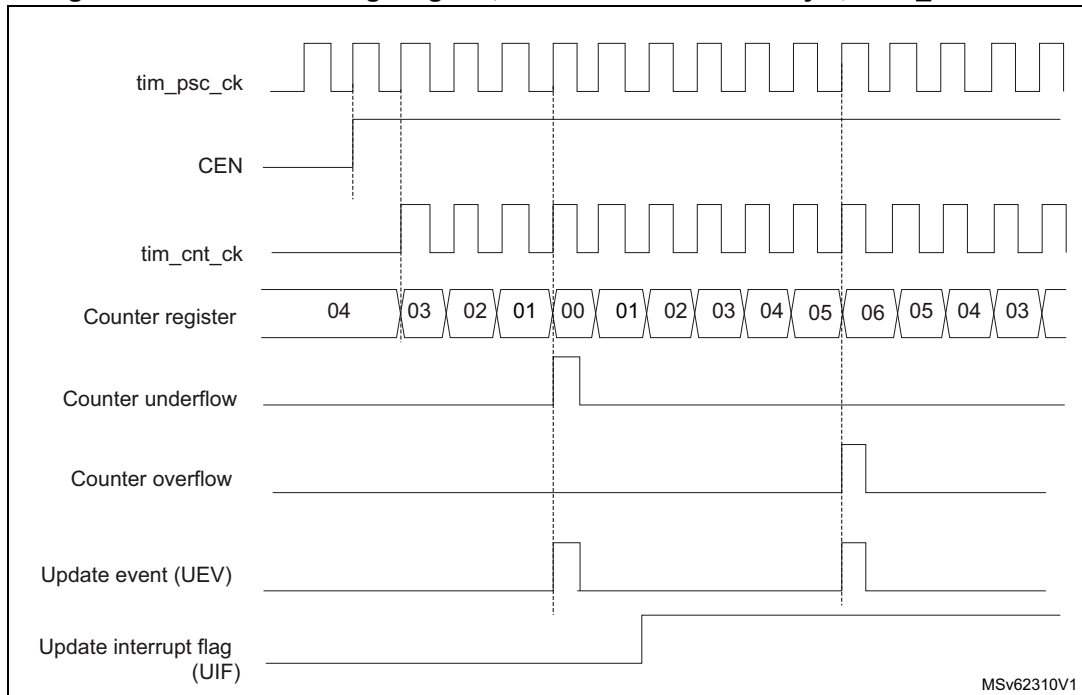 tim_psc_ck
CEN
tim_cnt_ck
Counter register 04 03 02 01 00 01 02 03 04 05 06 05 04 03
Counter underflow
Counter overflow
Update event (UEV)
Update interrupt flag
(UIF)
MSv62310V1